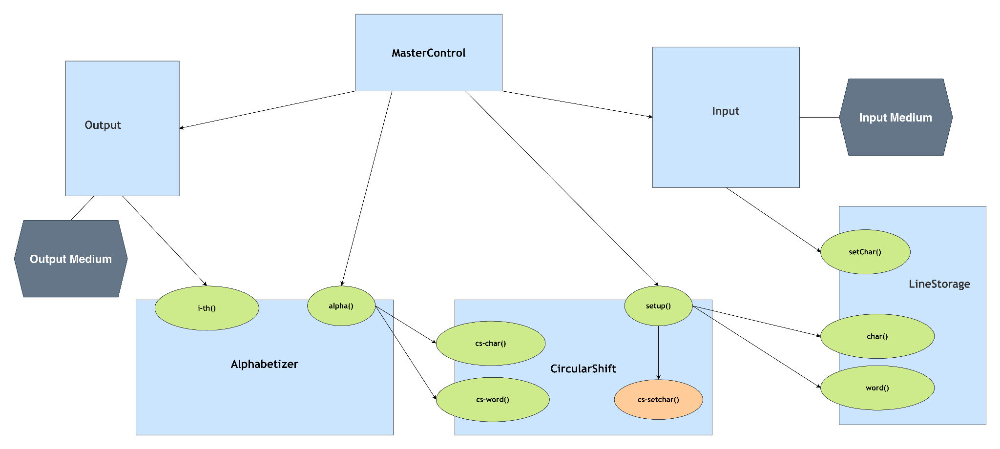 MasterControl
Output
Input
Input Medium
Output Medium
setChar()
LineStorage
i-th()
alpha()
setup()
cs-char()
char()
Alphabetizer
CircularShift
word()
cs-word()
cs-setchar()